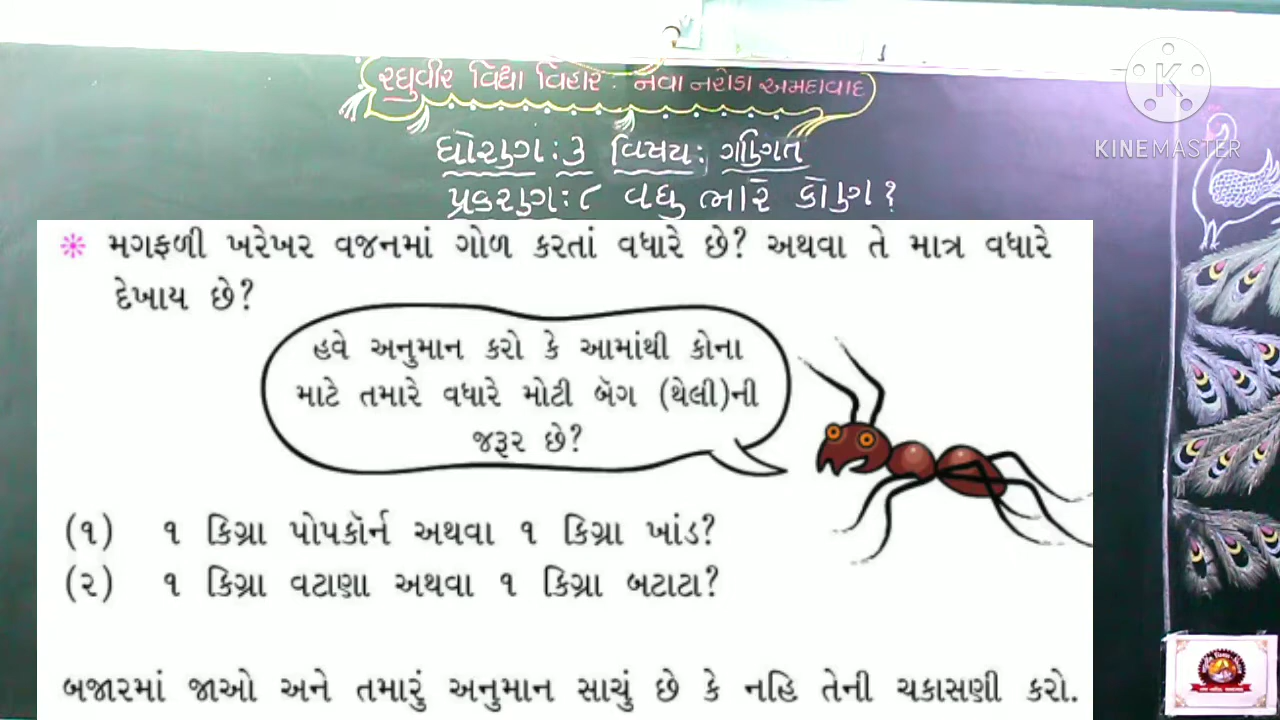 રઘુવીર વિદ્યા વિહાર : નવા નરોડા અમદાવાદ
ધોરણ : ૩ વિષય : ગણિત
પ્રકરણ : ૮ વધુ ભારે કોણ ?
KINEMASTER
મગફળી ખરેખર વજનમાં ગોળ કરતાં વધારે છે? અથવા તે માત્ર વધારે
દેખાય છે?
હવે અનુમાન કરો કે આમાંથી કોના
માટે તમારે વધારે મોટી બૅગ (થેલી)ની
જરૂર છે?
(૧) ૧ કિગ્રા પોપકૉર્ન અથવા ૧ કિગ્રા ખાંડ?
(૨) ૧ કિગ્રા વટાણા અથવા ૧ કિગ્રા બટાટા?
બજારમાં જાઓ અને તમારું અનુમાન સાચું છે કે નહિ તેની ચકાસણી કરો.